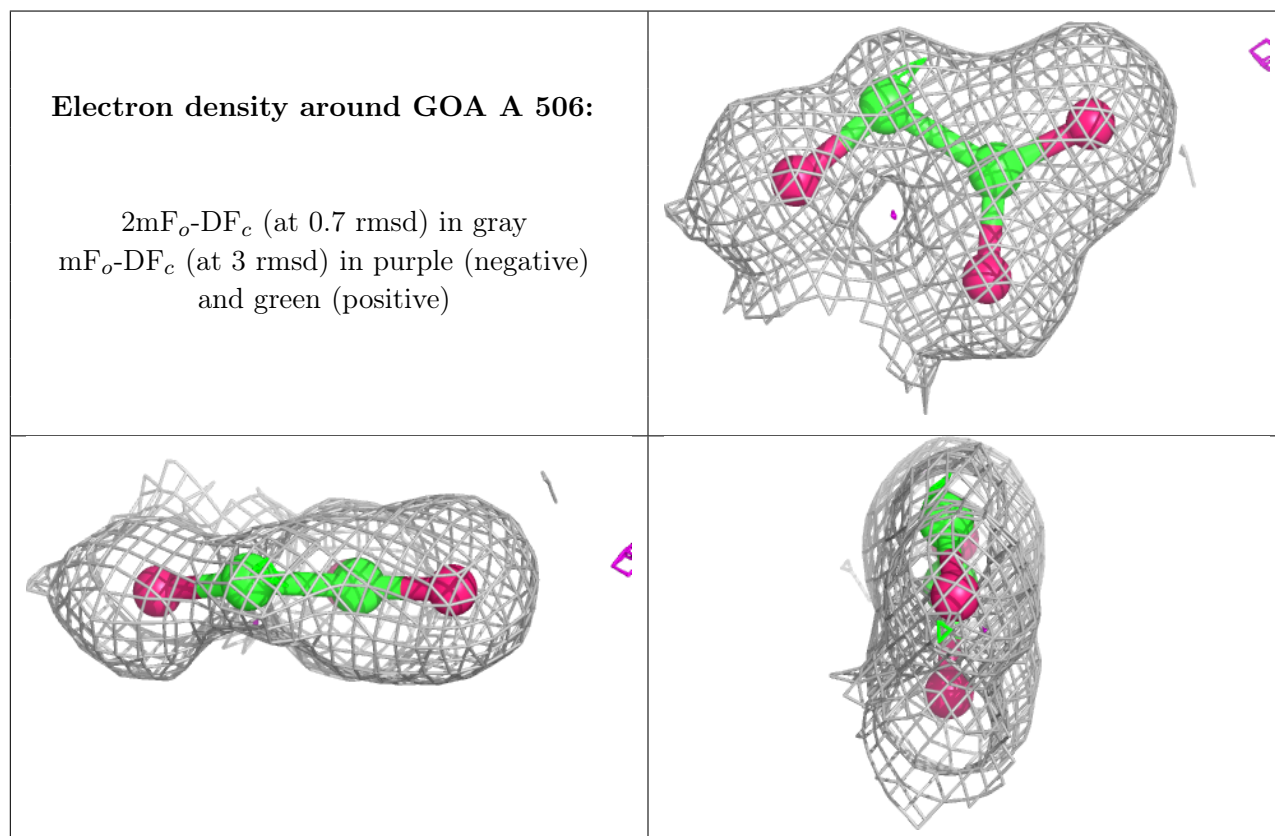 Electron density around GOA A 506:
2mFo-DFc (at 0.7 rmsd) in gray
mFo-DFc (at 3 rmsd) in purple (negative)
and green (positive)